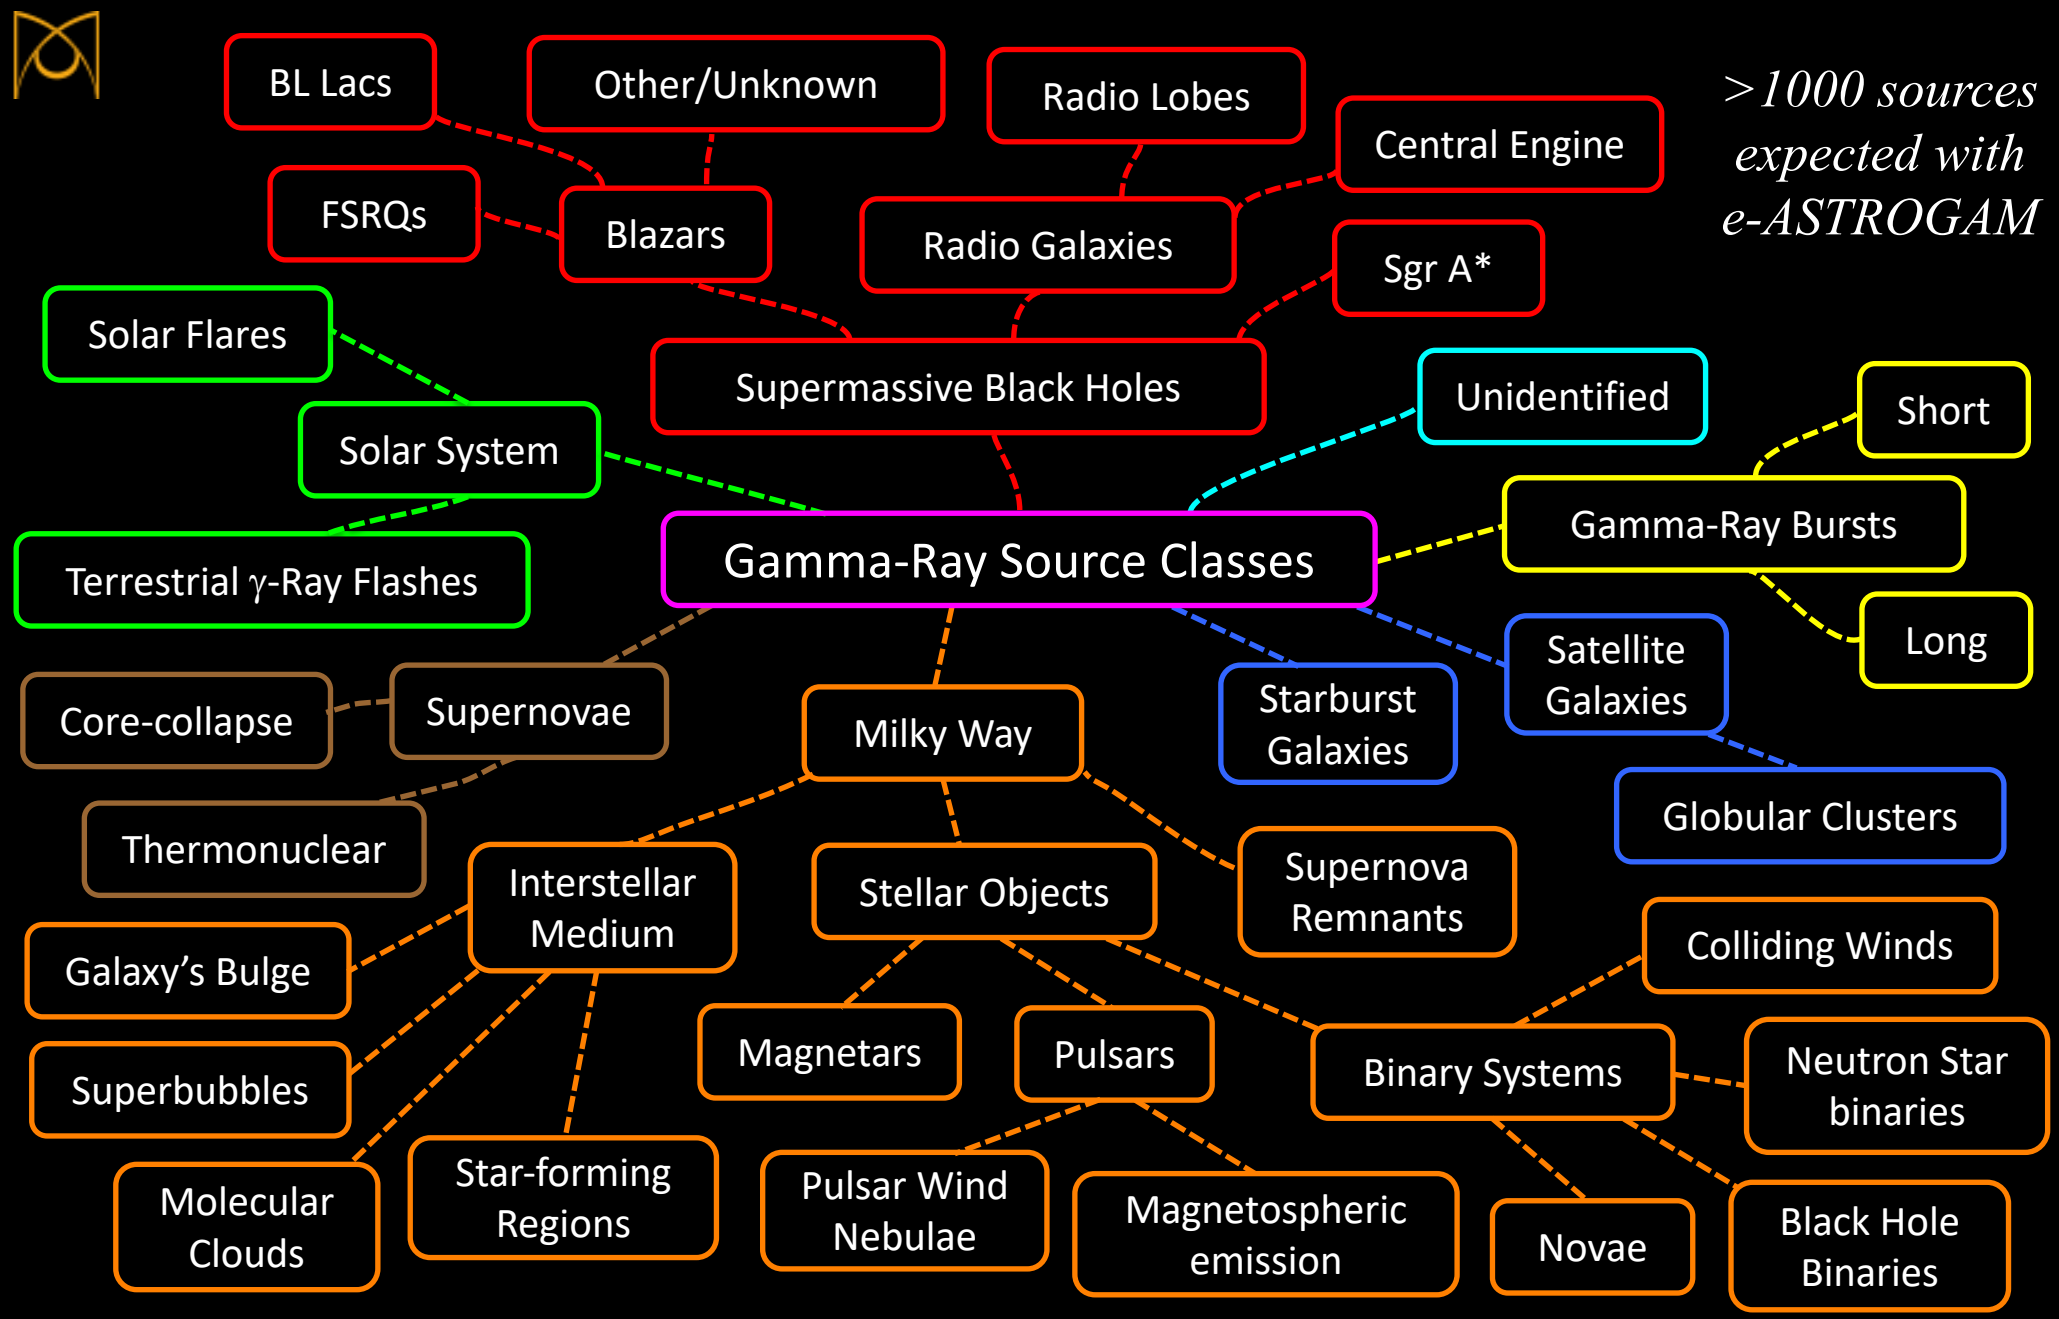 BL Lacs
Other/Unknown
Radio Lobes
Central Engine
>1000 sources
expected with
e-ASTROGAM
FSRQs
Blazars
Radio Galaxies
Sgr A*
Solar Flares
Supermassive Black Holes
Unidentified
Short
Solar System
Gamma-Ray Bursts
Terrestrial γ-Ray Flashes
Gamma-Ray Source Classes
Long
Satellite
Galaxies
Core-collapse
Supernovae
Milky Way
Starburst
Galaxies
Globular Clusters
Thermonuclear
Interstellar
Medium
Stellar Objects
Supernova
Remnants
Colliding Winds
Galaxy’s Bulge
Magnetars
Pulsars
Binary Systems
Neutron Star
binaries
Superbubbles
Molecular
Clouds
Star-forming
Regions
Pulsar Wind
Nebulae
Magnetospheric
emission
Novae
Black Hole
Binaries